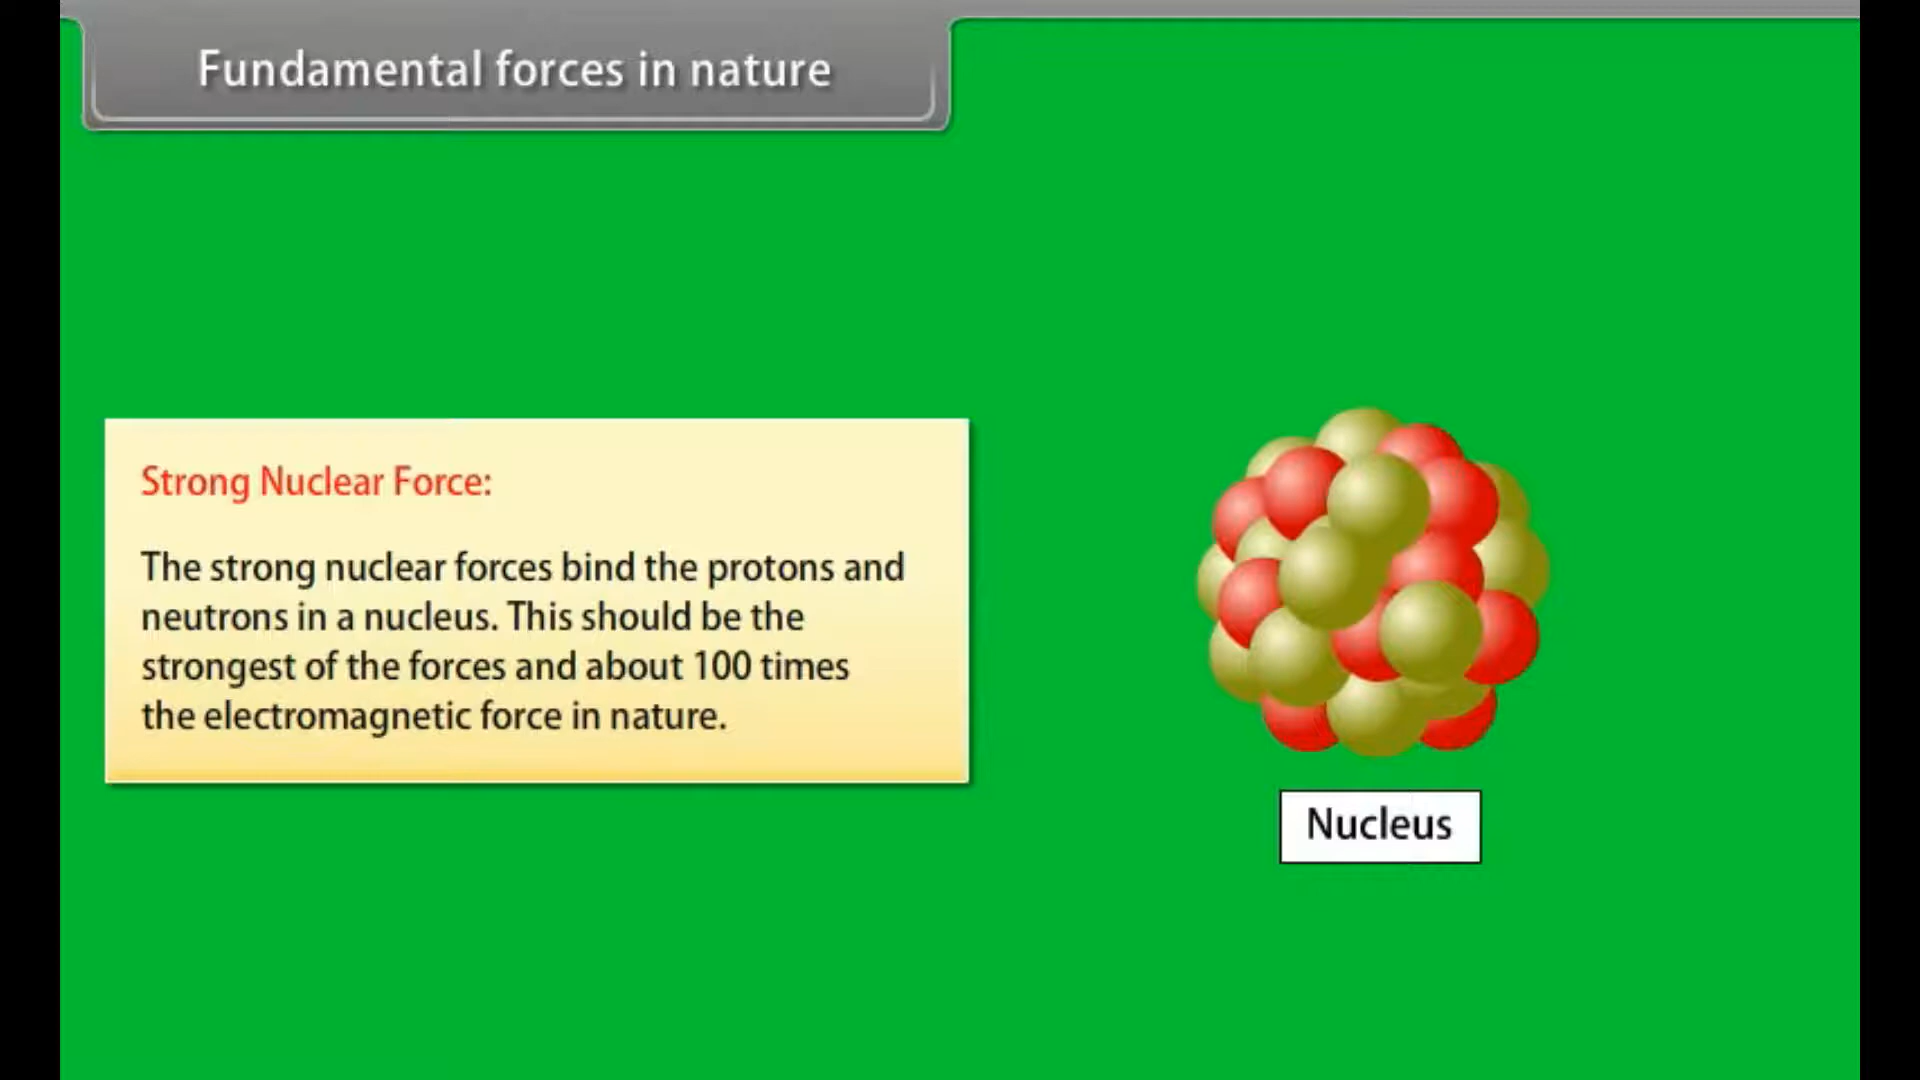 Fundamental forces in nature
Strong Nuclear Force:
The strong nuclear forces bind the protons and
neutrons in a nucleus. This should be the
strongest of the forces and about 100 times
the electromagnetic force in nature.
Nucleus